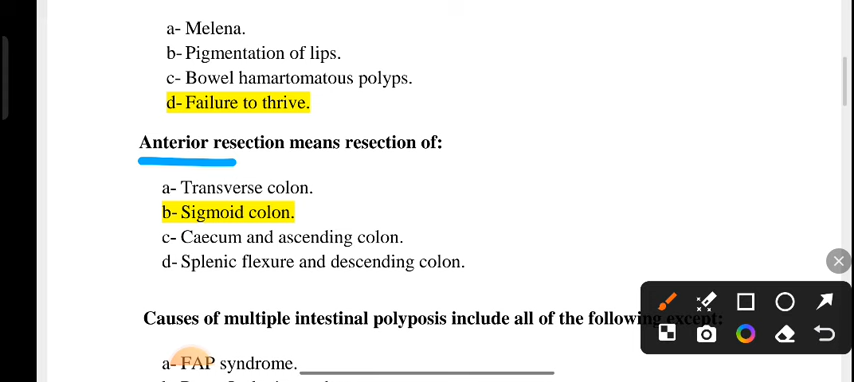 a- Melena.
b- Pigmentation of lips.
c- Bowel hamartomatous polyps.
d- Failure to thrive.
Anterior resection means resection of:
a- Transverse colon.
b- Sigmoid colon.
c- Caecum and ascending colon.
d- Splenic flexure and descending colon.
Causes of multiple intestinal polyposis include all of the following except:
a- FAP syndrome.